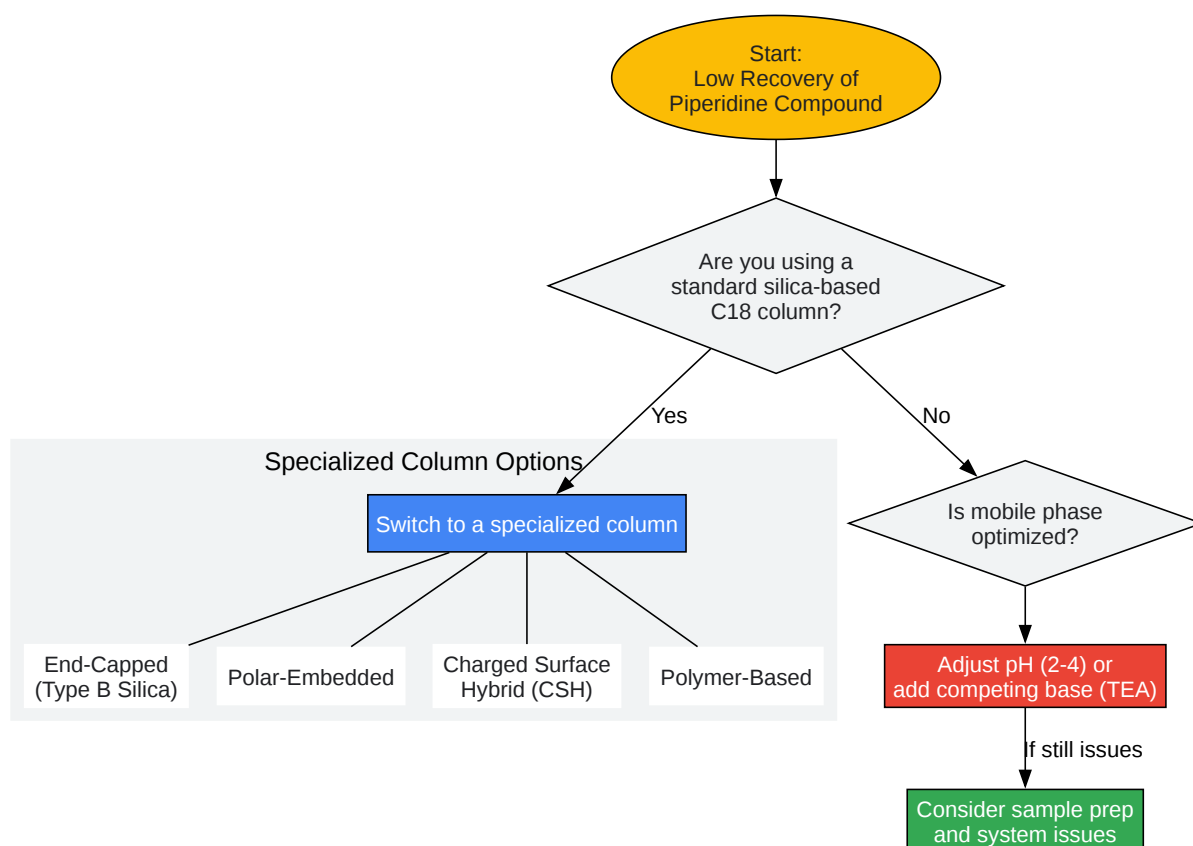 Start:
Low Recovery of
Piperidine Compound
Are you using a
standard silica-based
C18 column?
Yes
No
Specialized Column Options
Switch to a specialized column
Is mobile phase
optimized?
End-Capped
(Type B Silica)
Polar-Embedded
Charged Surface
Hybrid (CSH)
Polymer-Based
Adjust pH (2-4) or
add competing base (TEA)
If still issues
Consider sample prep
and system issues